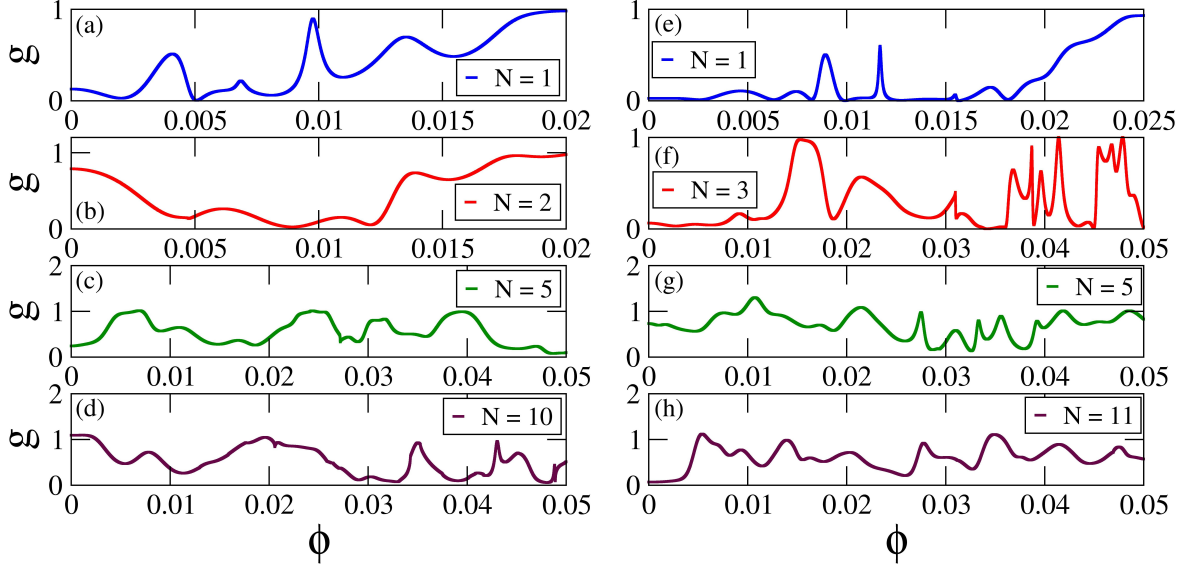 1 (a) 1 (e)
g N = 1 N = 1
0 0
0 0.005 0.01 0.015 0.02 0 0.005 0.01 0.015 0.02 0.025
1 1 (f)
g N = 2 N = 3
(b)
0 0
0 0.005 0.01 0.015 0.02 0 0.01 0.02 0.03 0.04 0.05
2 (c) N = 5 2 (g) N = 5
g 1 1
0 0
0 0.01 0.02 0.03 0.04 0.05 0 0.01 0.02 0.03 0.04 0.05
2 (d) N = 10 2 (h) N = 11
g 1 1
0 0
0 0.01 0.02 0.03 0.04 0.05 0 0.01 0.02 0.03 0.04 0.05
ϕ ϕ